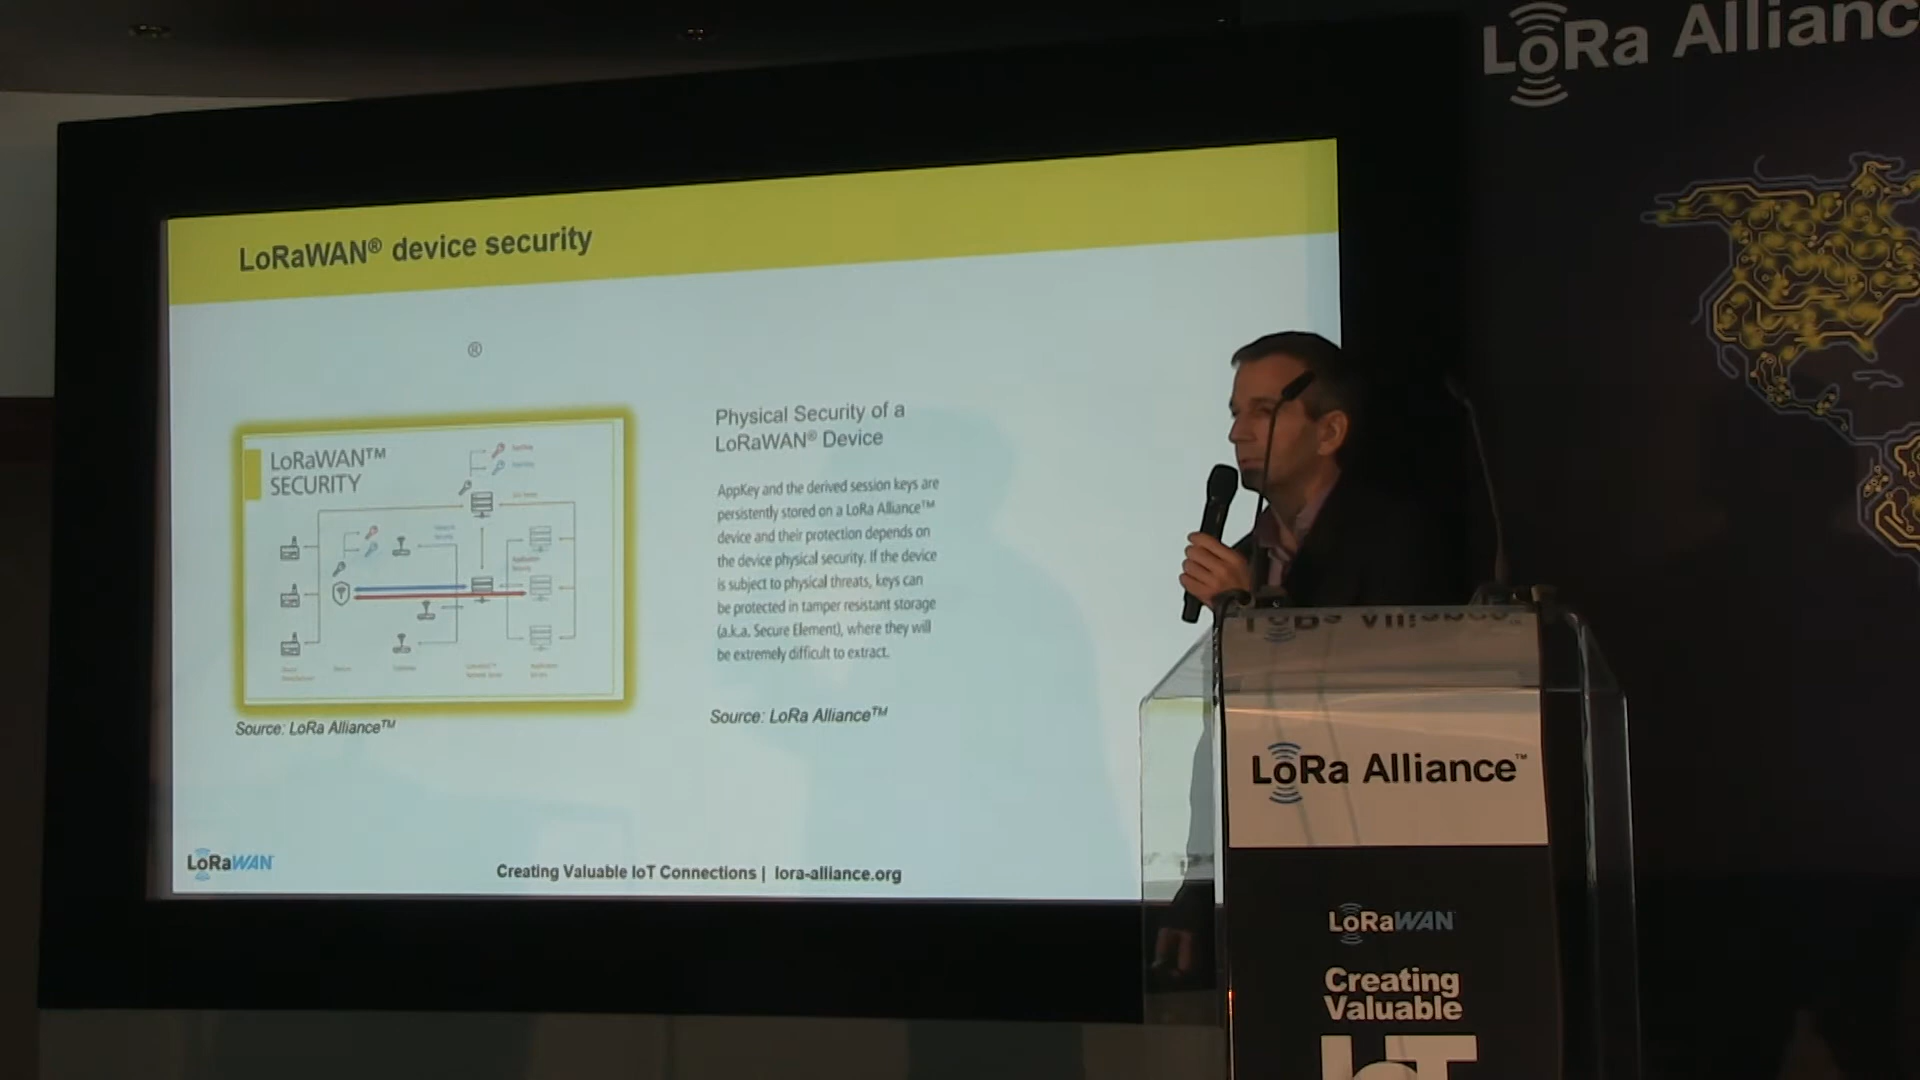 LoRa Alliance
LoRaWAN® device security
®
LoRaWAN™
SECURITY
Source: LoRa Alliance™
Physical Security of a
LoRaWAN® Device
AppKey and the derived session keys are
persistently stored on a LoRa Alliance™
device and their protection depends on
the device physical security. If the device
is subject to physical threats, keys can
be protected in tamper resistant storage
(a.k.a. Secure Element), where they will
be extremely difficult to extract.
Source: LoRa Alliance™
LoRaWAN
Creating Valuable IoT Connections | lora-alliance.org
LoRa Alliance™
LoRaWAN
Creating
Valuable
IoT